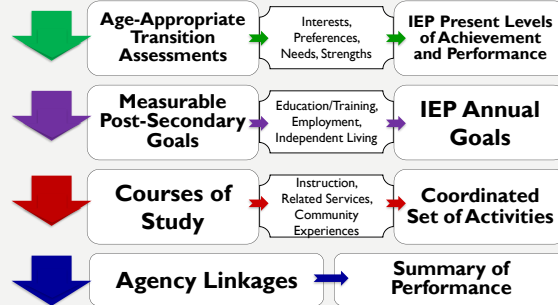 Age-Appropriate
Transition
Assessments
Interests,
Preferences,
Needs, Strengths
IEP Present Levels
of Achievement
and Performance
Measurable
Post-Secondary
Goals
Education/Training,
Employment,
Independent Living
IEP Annual
Goals
Courses of
Study
Instruction,
Related Services,
Community
Experiences
Coordinated
Set of Activities
Agency Linkages
Summary of
Performance